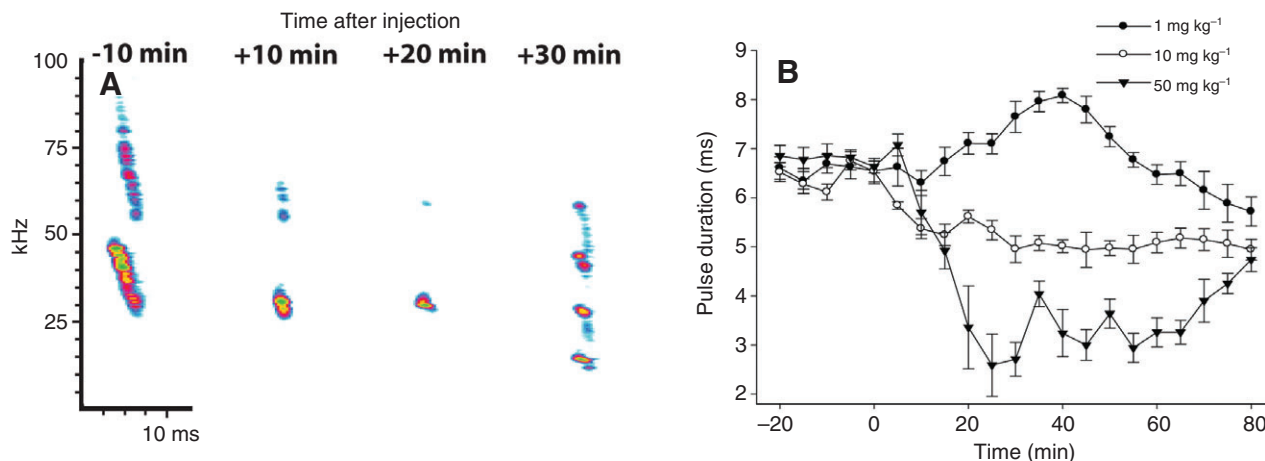 Time after injection
-10 min +10 min +20 min +30 min
A
100
75
50
25
kHz
10 ms
B
1 mg kg⁻¹
10 mg kg⁻¹
50 mg kg⁻¹
9
8
7
6
5
4
3
2
Pulse duration (ms)
–20 0 20 40 60 80
Time (min)